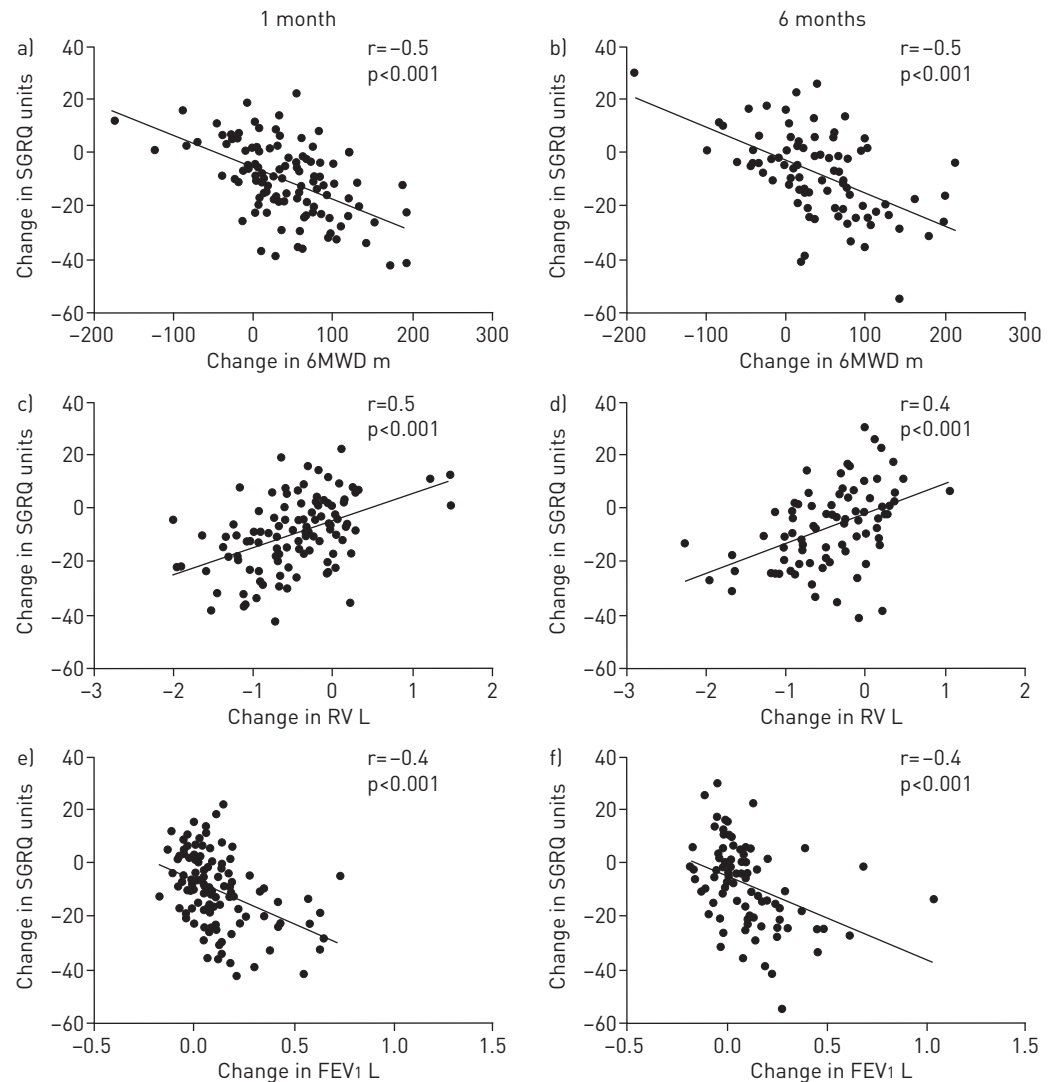 1 month
6 months
a)
r=–0.5
p<0.001
Change in SGRQ units
40
20
0
–20
–40
–60
–200
–100
0
100
200
300
Change in 6MWD m
b)
r=–0.5
p<0.001
Change in SGRQ units
40
20
0
–20
–40
–60
–200
–100
0
100
200
300
Change in 6MWD m
c)
r=0.5
p<0.001
Change in SGRQ units
40
20
0
–20
–40
–60
–3
–2
–1
0
1
2
Change in RV L
d)
r=0.4
p<0.001
Change in SGRQ units
40
20
0
–20
–40
–60
–3
–2
–1
0
1
2
Change in RV L
e)
r=–0.4
p<0.001
Change in SGRQ units
40
20
0
–20
–40
–60
–0.5
0.0
0.5
1.0
1.5
Change in FEV1 L
f)
r=–0.4
p<0.001
Change in SGRQ units
40
20
0
–20
–40
–60
–0.5
0.0
0.5
1.0
1.5
Change in FEV1 L